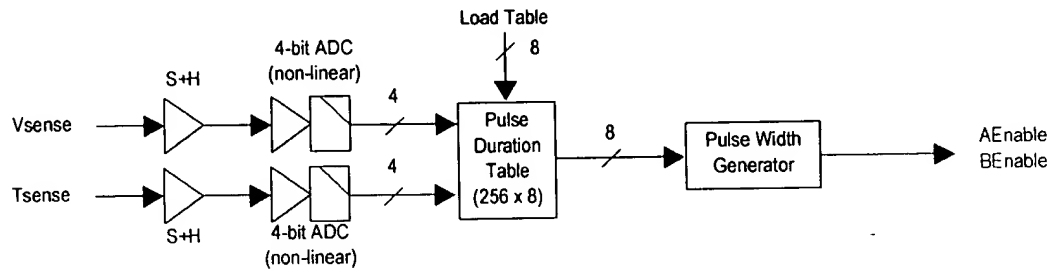 Load Table
8
4-bit ADC
(non-linear)
S+H
4
Vsense
Pulse
Duration
Table
(256 x 8)
8
Pulse Width
Generator
AEnable
BEnable
4
Tsense
S+H
4-bit ADC
(non-linear)